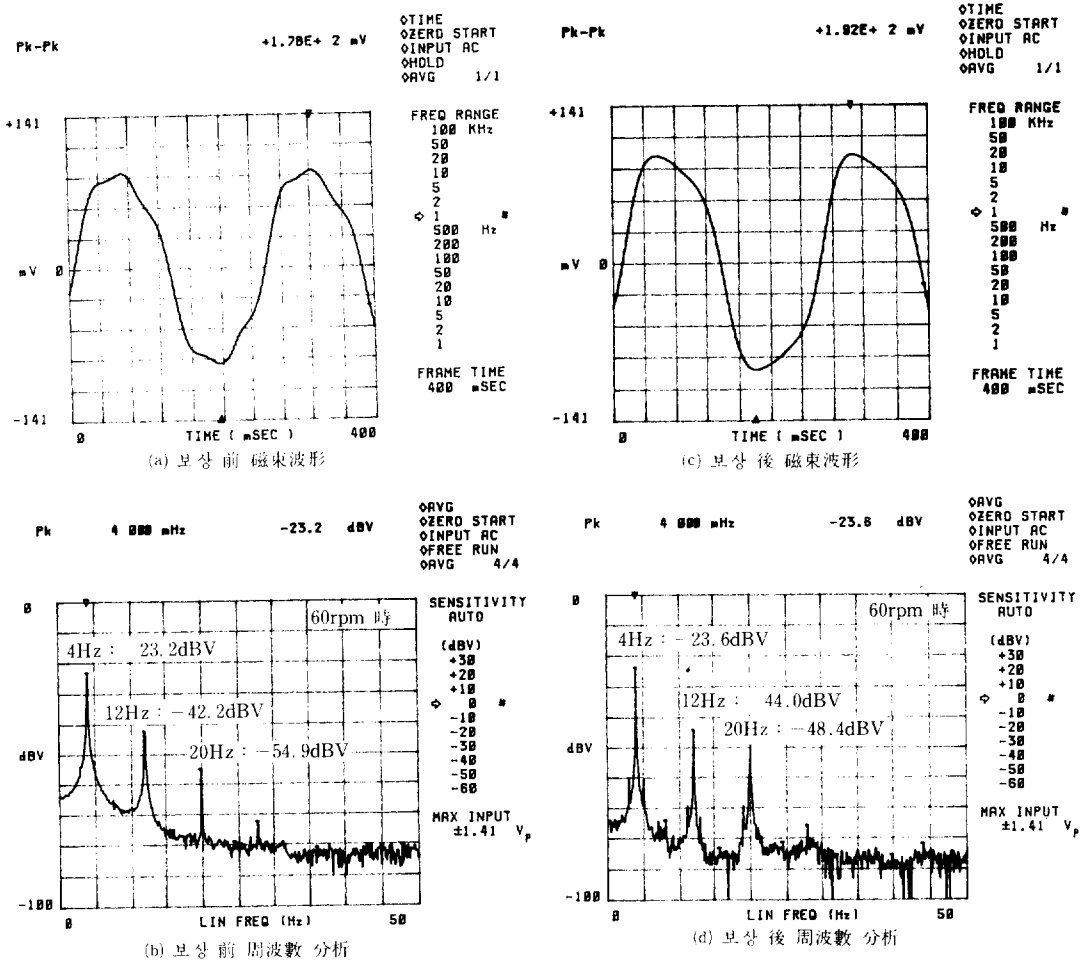 Pk-Pk +1.78E+ 2 mV
◊TIME
◊ZERO START
◊INPUT AC
◊HOLD
◊AVG 1/1
+141
mV 0
-141
0 TIME ( mSEC ) 400
FREQ RANGE
100 KHz
50
20
10
5
2
⇨ 1 #
500 Hz
200
100
50
20
10
5
2
1
FRAME TIME
400 mSEC
(a) 보상 前 磁束波形
Pk-Pk +1.92E+ 2 mV
◊TIME
◊ZERO START
◊INPUT AC
◊HOLD
◊AVG 1/1
+141
mV 0
-141
0 TIME ( mSEC ) 400
FREQ RANGE
100 KHz
50
20
10
5
2
⇨ 1 #
500 Hz
200
100
50
20
10
5
2
1
FRAME TIME
400 mSEC
(c) 보상 後 磁束波形
Pk 4 000 mHz -23.2 dBV
◊AVG
◊ZERO START
◊INPUT AC
◊FREE RUN
◊AVG 4/4
0
dBV
-100
60rpm 時
4Hz : 23.2dBV
12Hz : -42.2dBV
-20Hz : -54.9dBV
0 LIN FREQ (Hz) 50
SENSITIVITY
AUTO
(dBV)
+30
+20
+10
⇨ 0 #
-10
-20
-30
-40
-50
-60
MAX INPUT
±1.41 Vp
(b) 보상 前 周波數 分析
Pk 4 000 mHz -23.6 dBV
◊AVG
◊ZERO START
◊INPUT AC
◊FREE RUN
◊AVG 4/4
0
dBV
-100
60rpm 時
4Hz : -23.6dBV
12Hz : 44.0dBV
20Hz : -48.4dBV
0 LIN FREQ (Hz) 50
SENSITIVITY
AUTO
(dBV)
+30
+20
+10
⇨ 0 #
-10
-20
-30
-40
-50
-60
MAX INPUT
±1.41 Vp
(d) 보상 後 周波數 分析